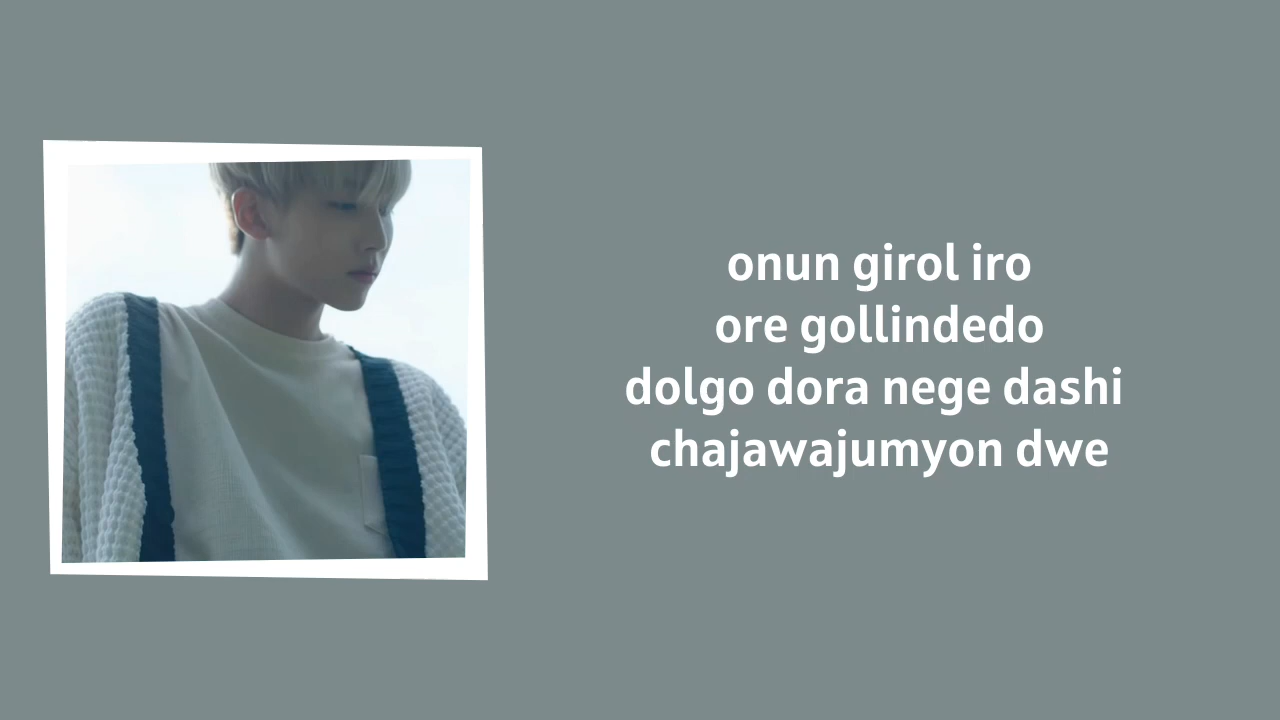 onun girol iro
ore gollindedo
dolgo dora nege dashi
chajawajumyon dwe